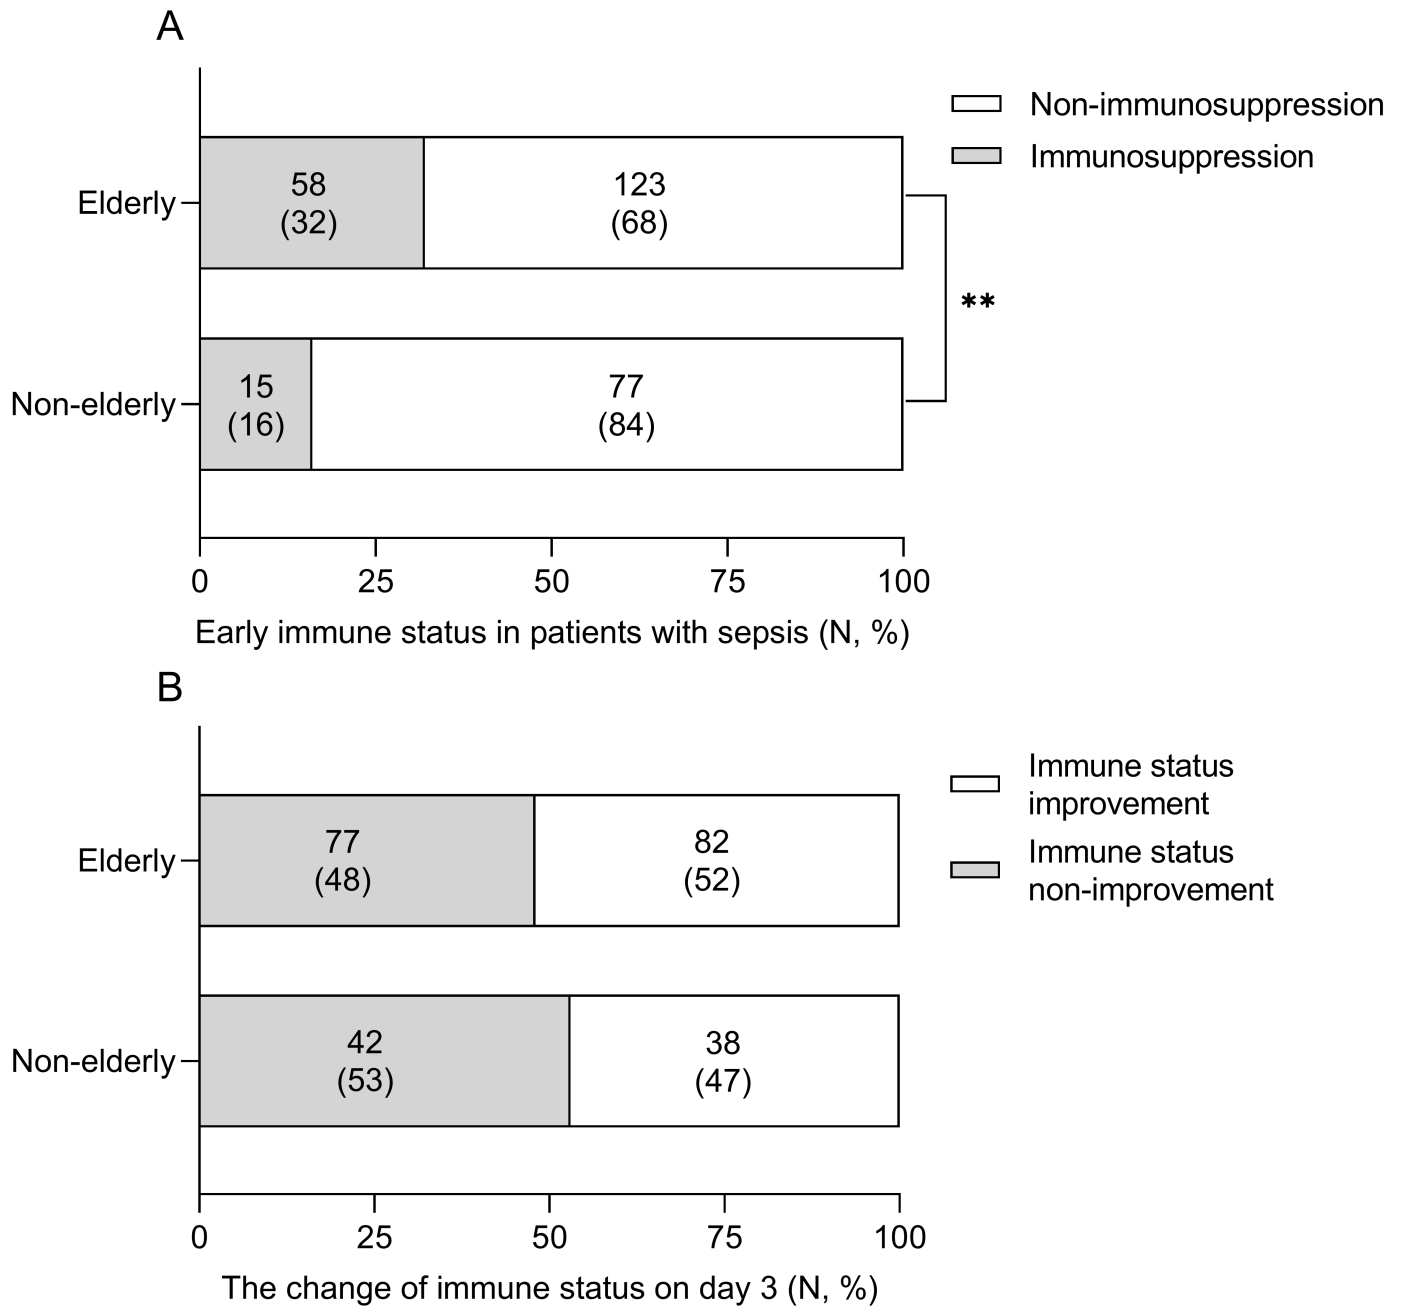 A
Non-immunosuppression
Immunosuppression
Elderly
58
(32)
123
(68)
**
Non-elderly
15
(16)
77
(84)
0 25 50 75 100
Early immune status in patients with sepsis (N, %)
B
Immune status
improvement
Immune status
non-improvement
Elderly
77
(48)
82
(52)
Non-elderly
42
(53)
38
(47)
0 25 50 75 100
The change of immune status on day 3 (N, %)